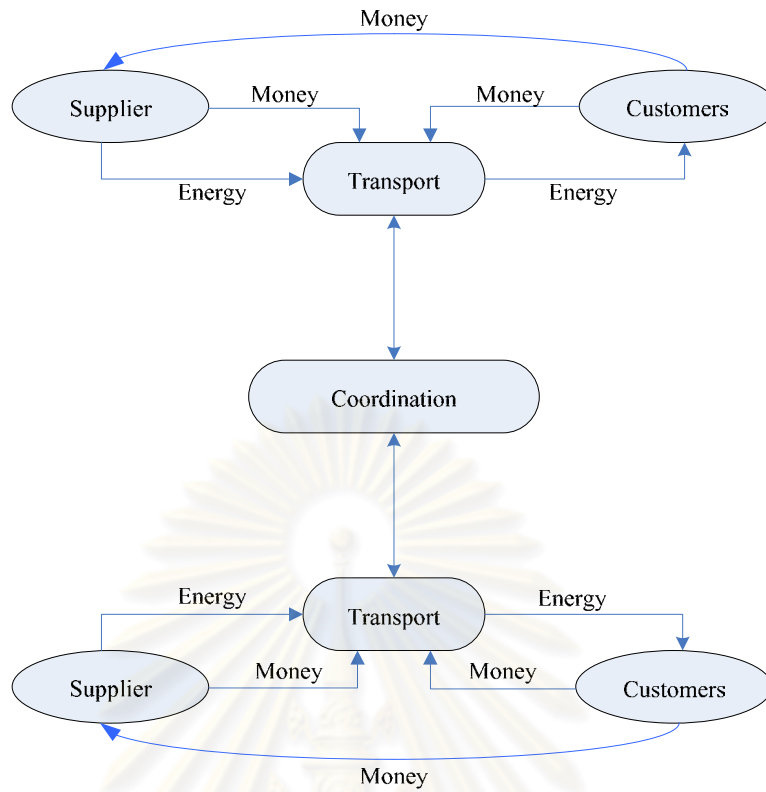 Money
Supplier
Money
Money
Customers
Energy
Transport
Energy
Coordination
Energy
Transport
Energy
Supplier
Money
Money
Customers
Money